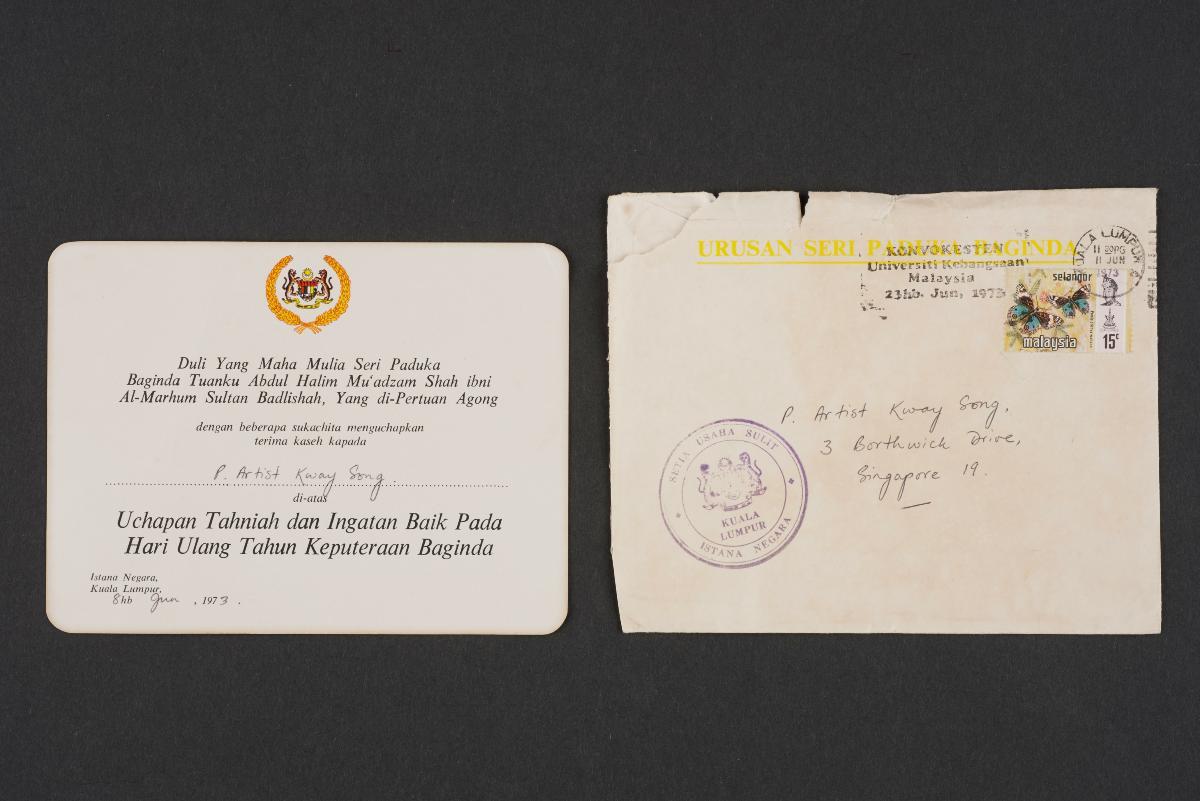 Duli Yang Maha Mulia Seri Paduka
Baginda Tuanku Abdul Halim Mu'adzam Shah ibni
Al-Marhum Sultan Badlishah, Yang di-Pertuan Agong
dengan beberapa sukachita menguchapkan
terima kaseh kapada
P. Artist Kway Song.
di-atas
Uchapan Tahniah dan Ingatan Baik Pada
Hari Ulang Tahun Keputeraan Baginda
Istana Negara,
Kuala Lumpur,
8hb Jun, 1973.
URUSAN SERI PADUKA BAGINDA
KONVOKESYEN
Universiti Kebangsaan
Malaysia
23hb. Jun, 1973
KUALA LUMPUR
11 JUN
1973
selangor
malaysia
15c
P. Artist Kway Song,
3 Borthwick Drive,
Singapore 19.
SETIA USAHA SULIT
KUALA
LUMPUR
ISTANA NEGARA